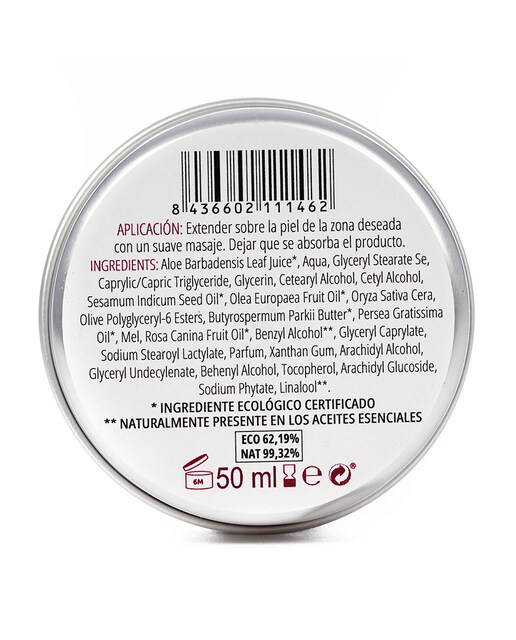 8 436602 111462
APLICACIÓN: Extender sobre la piel de la zona deseada
con un suave masaje. Dejar que se absorba el producto.
INGREDIENTS: Aloe Barbadensis Leaf Juice*, Aqua, Glyceryl Stearate Se,
Caprylic/Capric Triglyceride, Glycerin, Cetearyl Alcohol, Cetyl Alcohol,
Sesamum Indicum Seed Oil*, Olea Europaea Fruit Oil*, Oryza Sativa Cera,
Olive Polyglyceryl-6 Esters, Butyrospermum Parkii Butter*, Persea Gratissima
Oil*, Mel, Rosa Canina Fruit Oil*, Benzyl Alcohol**, Glyceryl Caprylate,
Sodium Stearoyl Lactylate, Parfum, Xanthan Gum, Arachidyl Alcohol,
Glyceryl Undecylenate, Behenyl Alcohol, Tocopherol, Arachidyl Glucoside,
Sodium Phytate, Linalool**.
* INGREDIENTE ECOLÓGICO CERTIFICADO
** NATURALMENTE PRESENTE EN LOS ACEITES ESENCIALES
ECO 62,19%
NAT 99,32%
6M 50 ml ℮ ®